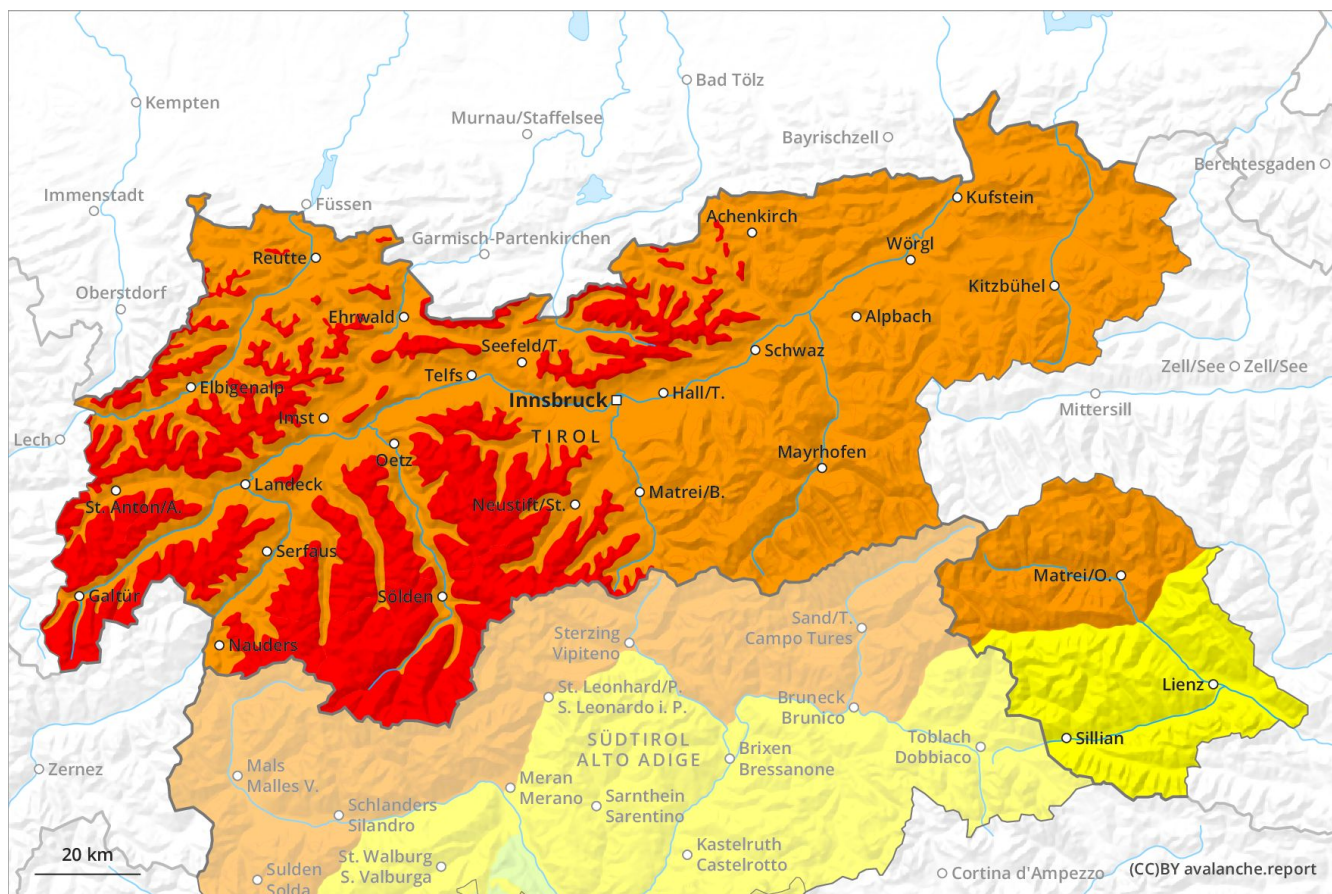 Bad Tölz
Kempten
Murnau/Staffelsee
Bayrischzell
Berchtesgaden
Immenstadt
Füssen
Kufstein
Achenkirch
Garmisch-Partenkirchen
Wörgl
Reutte
Kitzbühel
Oberstdorf
Ehrwald
Alpbach
Seefeld/T.
Schwaz
Zell/See
Zell/See
Telfs
Elbigenalp
Hall/T.
Innsbruck
Mittersill
Imst
TIROL
Lech
Oetz
Mayrhofen
Landeck
Matrei/B.
St. Anton/A.
Neustift/St.
Serfaus
Matrei/O.
Galtür
Sölden
Sand/T.
Campo Tures
Sterzing
Vipiteno
Nauders
Lienz
St. Leonhard/P.
S. Leonardo i. P.
Bruneck
Brunico
Sillian
Toblach
Dobbiaco
SÜDTIROL
ALTO ADIGE
Brixen
Bressanone
Zernez
Mals
Malles V.
Meran
Merano
Sarnthein
Sarentino
Schlanders
Silandro
Kastelruth
Castelrotto
20 km
St. Walburg
S. Valburga
Sulden
Solda
Cortina d'Ampezzo
(CC)BY avalanche.report